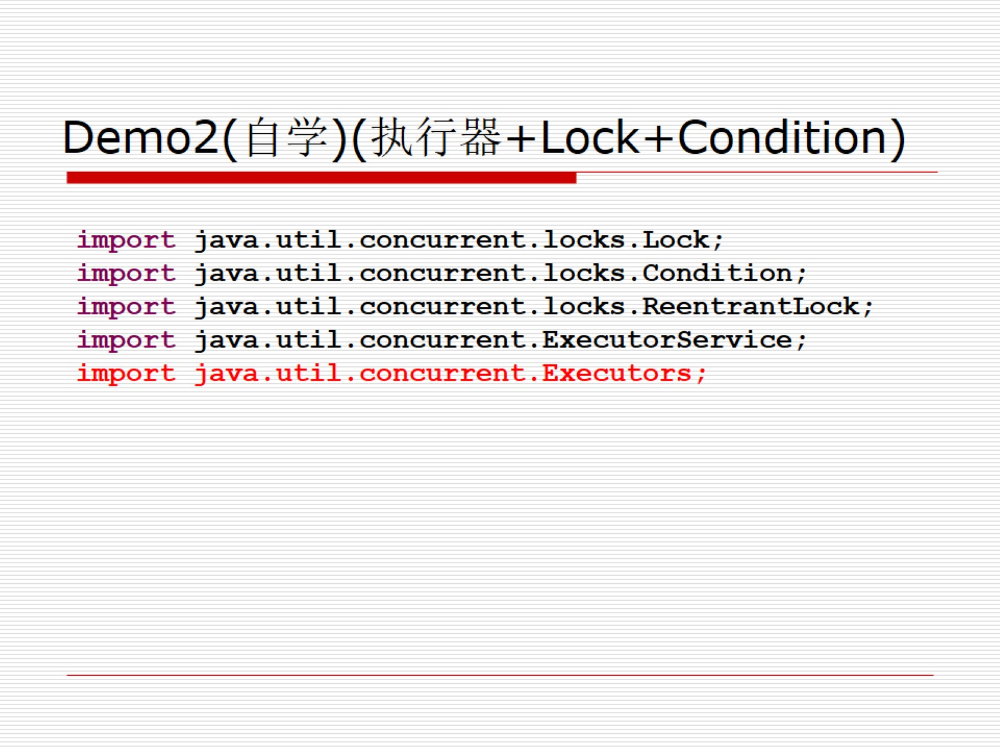 Demo2(自学)(执行器+Lock+Condition)
import java.util.concurrent.locks.Lock;
import java.util.concurrent.locks.Condition;
import java.util.concurrent.locks.ReentrantLock;
import java.util.concurrent.ExecutorService;
import java.util.concurrent.Executors;